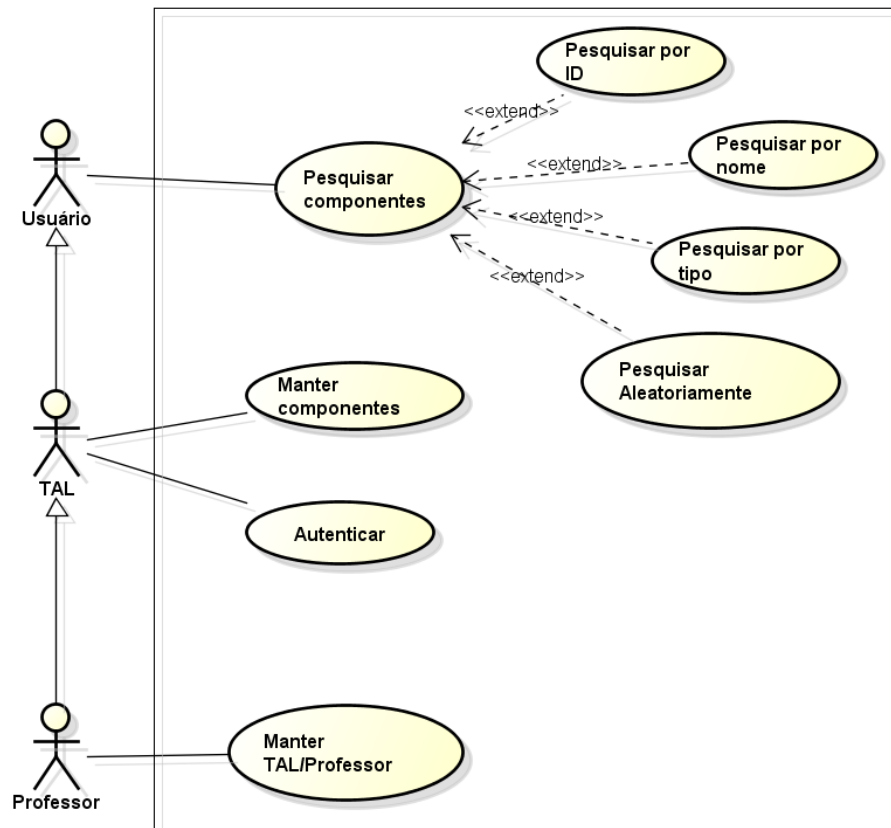 Pesquisar por
ID
<<extend>>
Pesquisar por
nome
<<extend>>
Pesquisar
componentes
Usuário
<<extend>>
Pesquisar por
tipo
<<extend>>
Pesquisar
Aleatoriamente
Manter
componentes
TAL
Autenticar
Manter
TAL/Professor
Professor